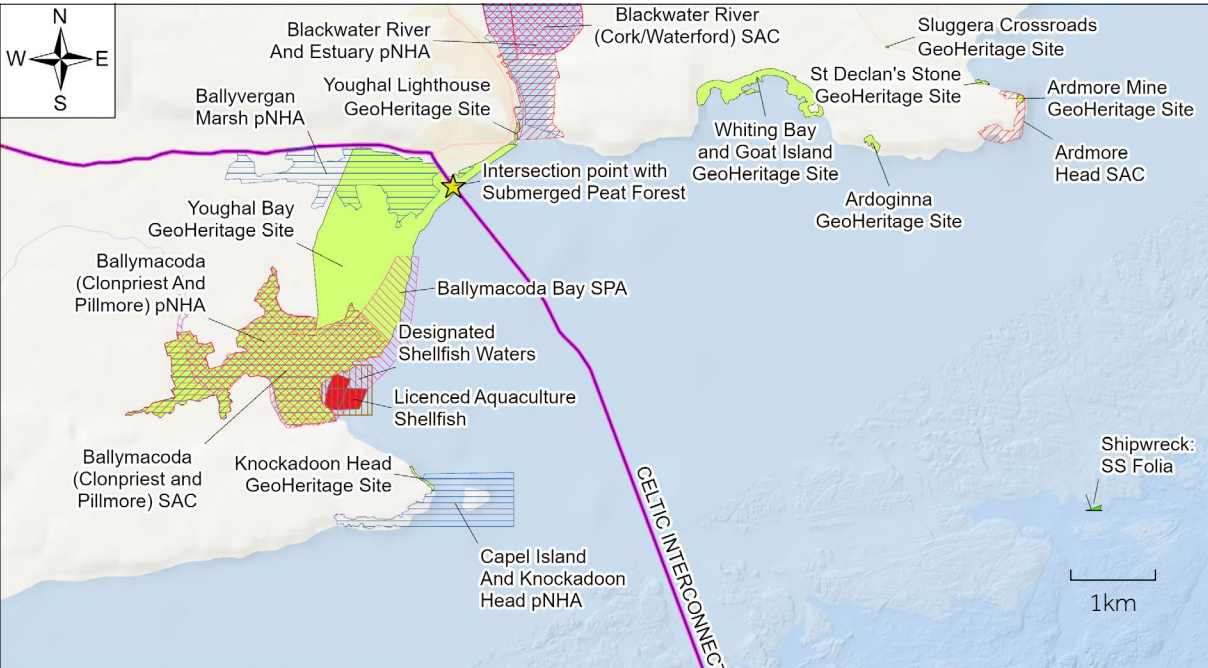 N
W
E
S
Blackwater River
And Estuary pNHA
Blackwater River
(Cork/Waterford) SAC
Sluggera Crossroads
GeoHeritage Site
Youghal Lighthouse
GeoHeritage Site
St Declan's Stone
GeoHeritage Site
Ardmore Mine
GeoHeritage Site
Ballyvergan
Marsh pNHA
Whiting Bay
and Goat Island
GeoHeritage Site
Ardmore
Head SAC
Intersection point with
Submerged Peat Forest
Ardoginna
GeoHeritage Site
Youghal Bay
GeoHeritage Site
Ballymacoda
(Clonpriest And
Pillmore) pNHA
Ballymacoda Bay SPA
Designated
Shellfish Waters
Licenced Aquaculture
Shellfish
Ballymacoda
(Clonpriest and
Pillmore) SAC
Knockadoon Head
GeoHeritage Site
Shipwreck:
SS Folia
CELTIC INTERCONNECT
Capel Island
And Knockadoon
Head pNHA
1km